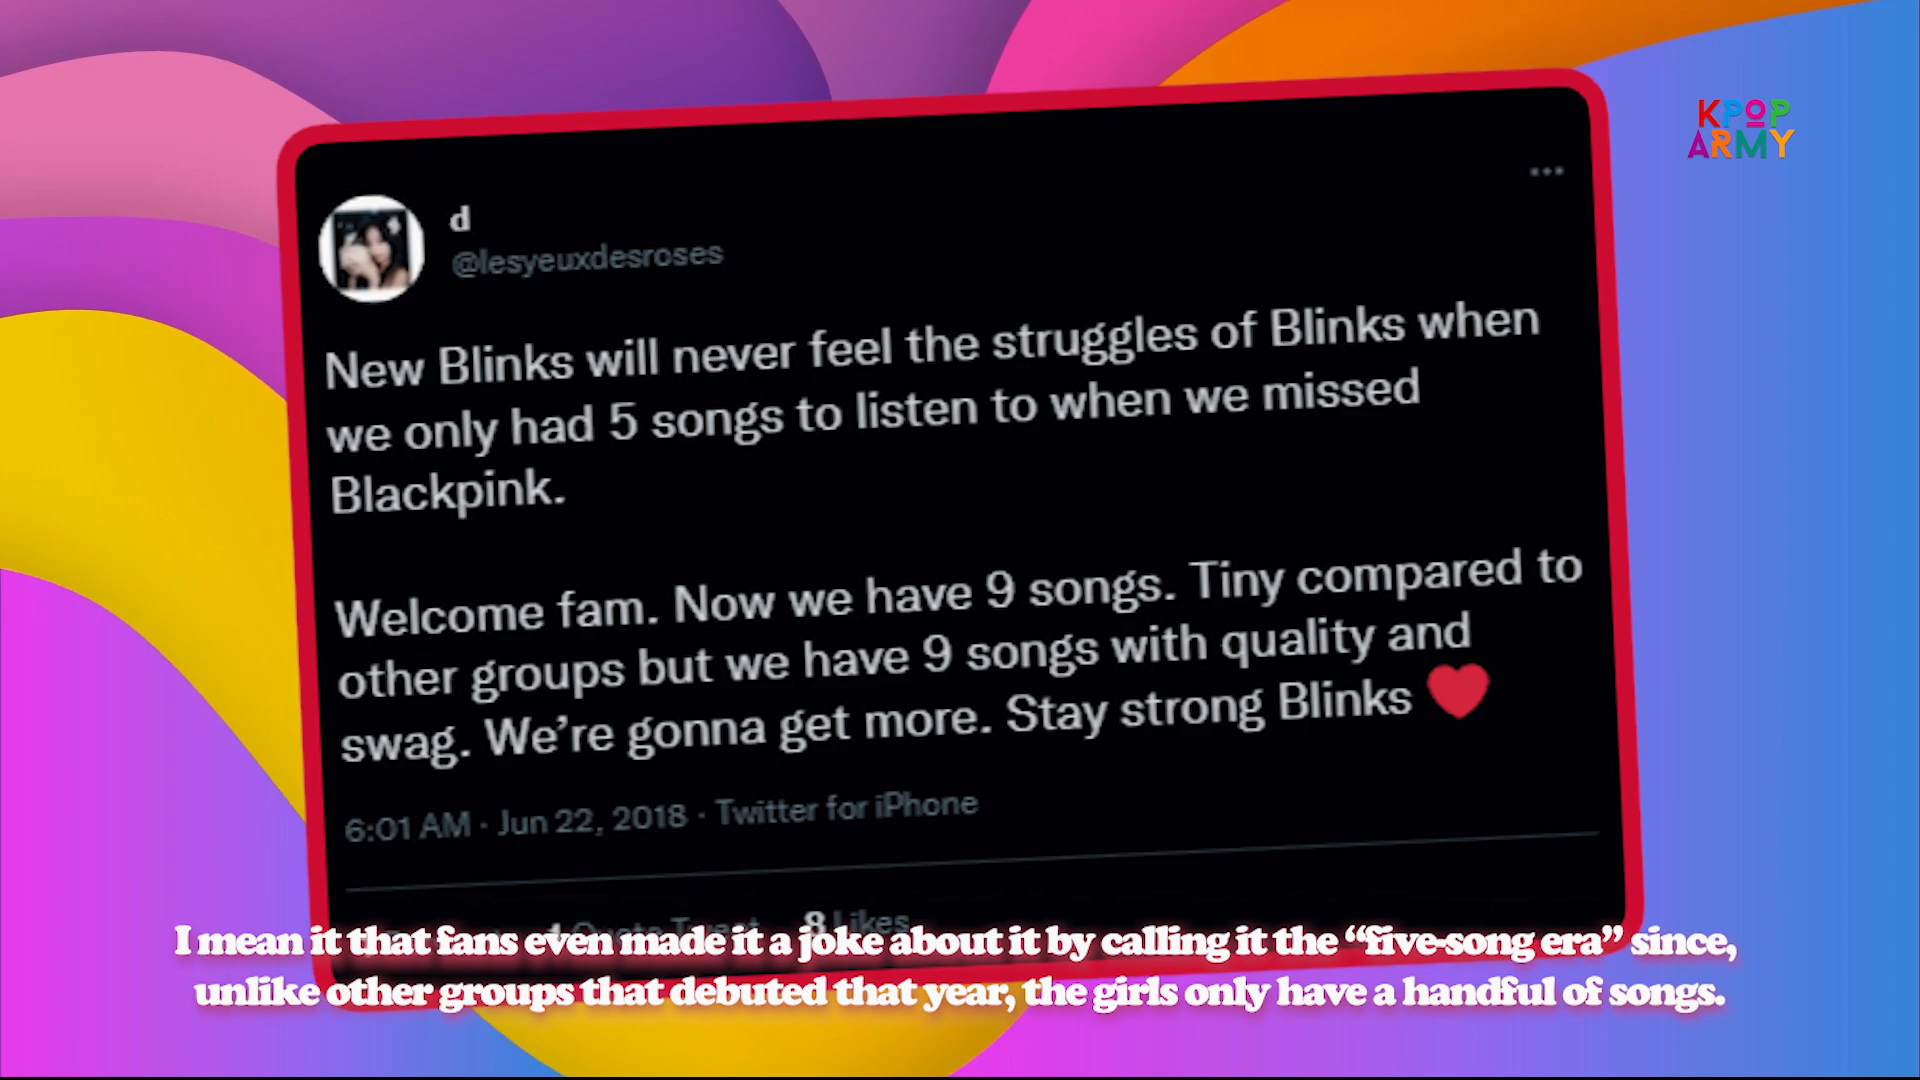 KPOP
ARMY
...
d
@lesyeuxdesroses
New Blinks will never feel the struggles of Blinks when
we only had 5 songs to listen to when we missed
Blackpink.
Welcome fam. Now we have 9 songs. Tiny compared to
other groups but we have 9 songs with quality and
swag. We’re gonna get more. Stay strong Blinks ❤️
6:01 AM · Jun 22, 2018 · Twitter for iPhone
Quote Tweet 8 Likes
I mean it that fans even made it a joke about it by calling it the “five-song era” since,
unlike other groups that debuted that year, the girls only have a handful of songs.